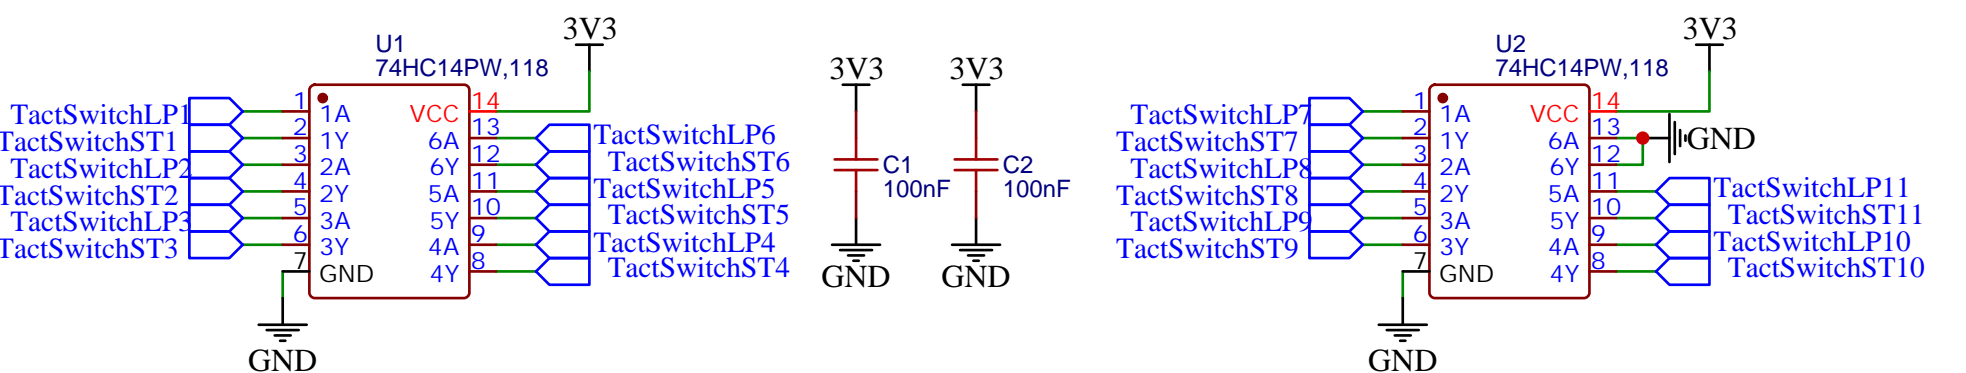 3V3
U1
74HC14PW,118
TactSwitchLP1
TactSwitchST1
TactSwitchLP2
TactSwitchST2
TactSwitchLP3
TactSwitchST3
1
2
3
4
5
6
7
1A
1Y
2A
2Y
3A
3Y
GND
VCC
6A
6Y
5A
5Y
4A
4Y
14
13
12
11
10
9
8
TactSwitchLP6
TactSwitchST6
TactSwitchLP5
TactSwitchST5
TactSwitchLP4
TactSwitchST4
GND
3V3
C1
100nF
GND
3V3
C2
100nF
GND
3V3
U2
74HC14PW,118
TactSwitchLP7
TactSwitchST7
TactSwitchLP8
TactSwitchST8
TactSwitchLP9
TactSwitchST9
1
2
3
4
5
6
7
1A
1Y
2A
2Y
3A
3Y
GND
VCC
6A
6Y
5A
5Y
4A
4Y
14
13
12
11
10
9
8
GND
TactSwitchLP11
TactSwitchST11
TactSwitchLP10
TactSwitchST10
GND